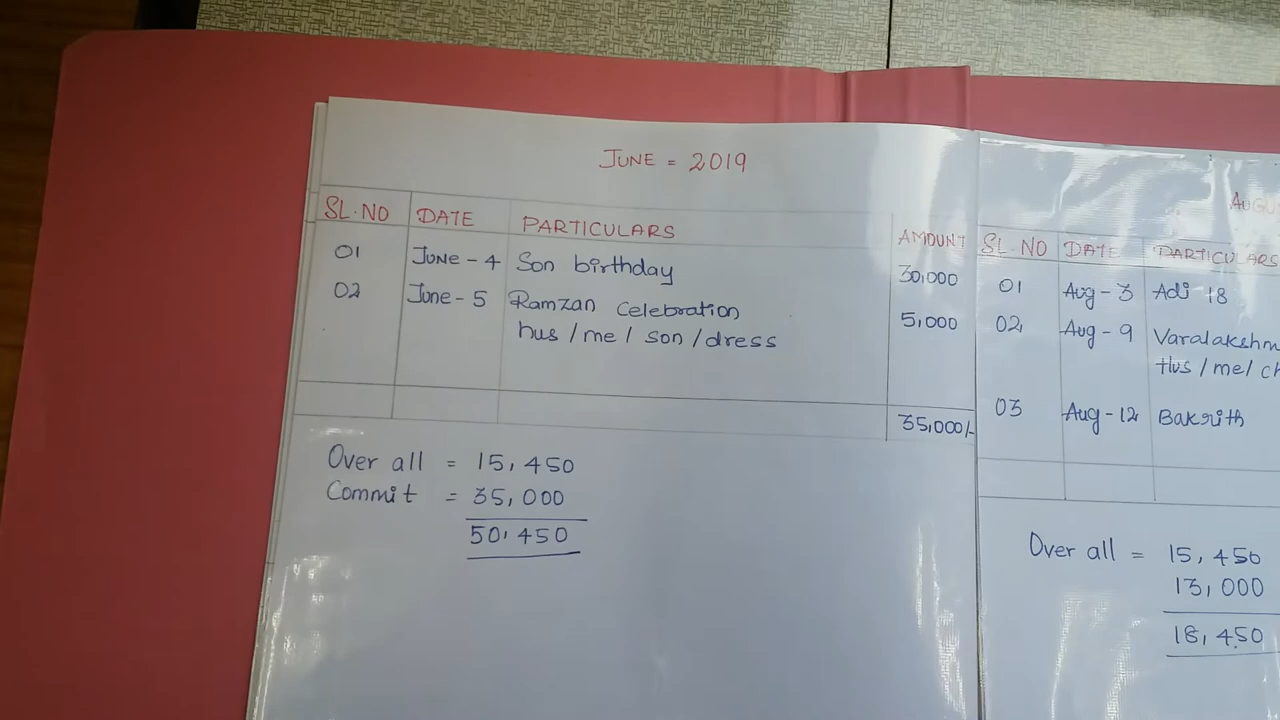 JUNE = 2019
SL.NO DATE PARTICULARS AMOUNT
01 JUNE - 4 Son birthday 30,000
02 June - 5 Ramzan celebration 5,000
hus / me / son / dress
35,000/-
Over all = 15,450
Commit = 35,000
50,450
SL. NO DATE PARTICULARS
01 Aug - 3 Adi 18
02 Aug - 9
Hus / me /
03 Aug - 12 Bakrith
Over all = 15,450
13,000
18,450